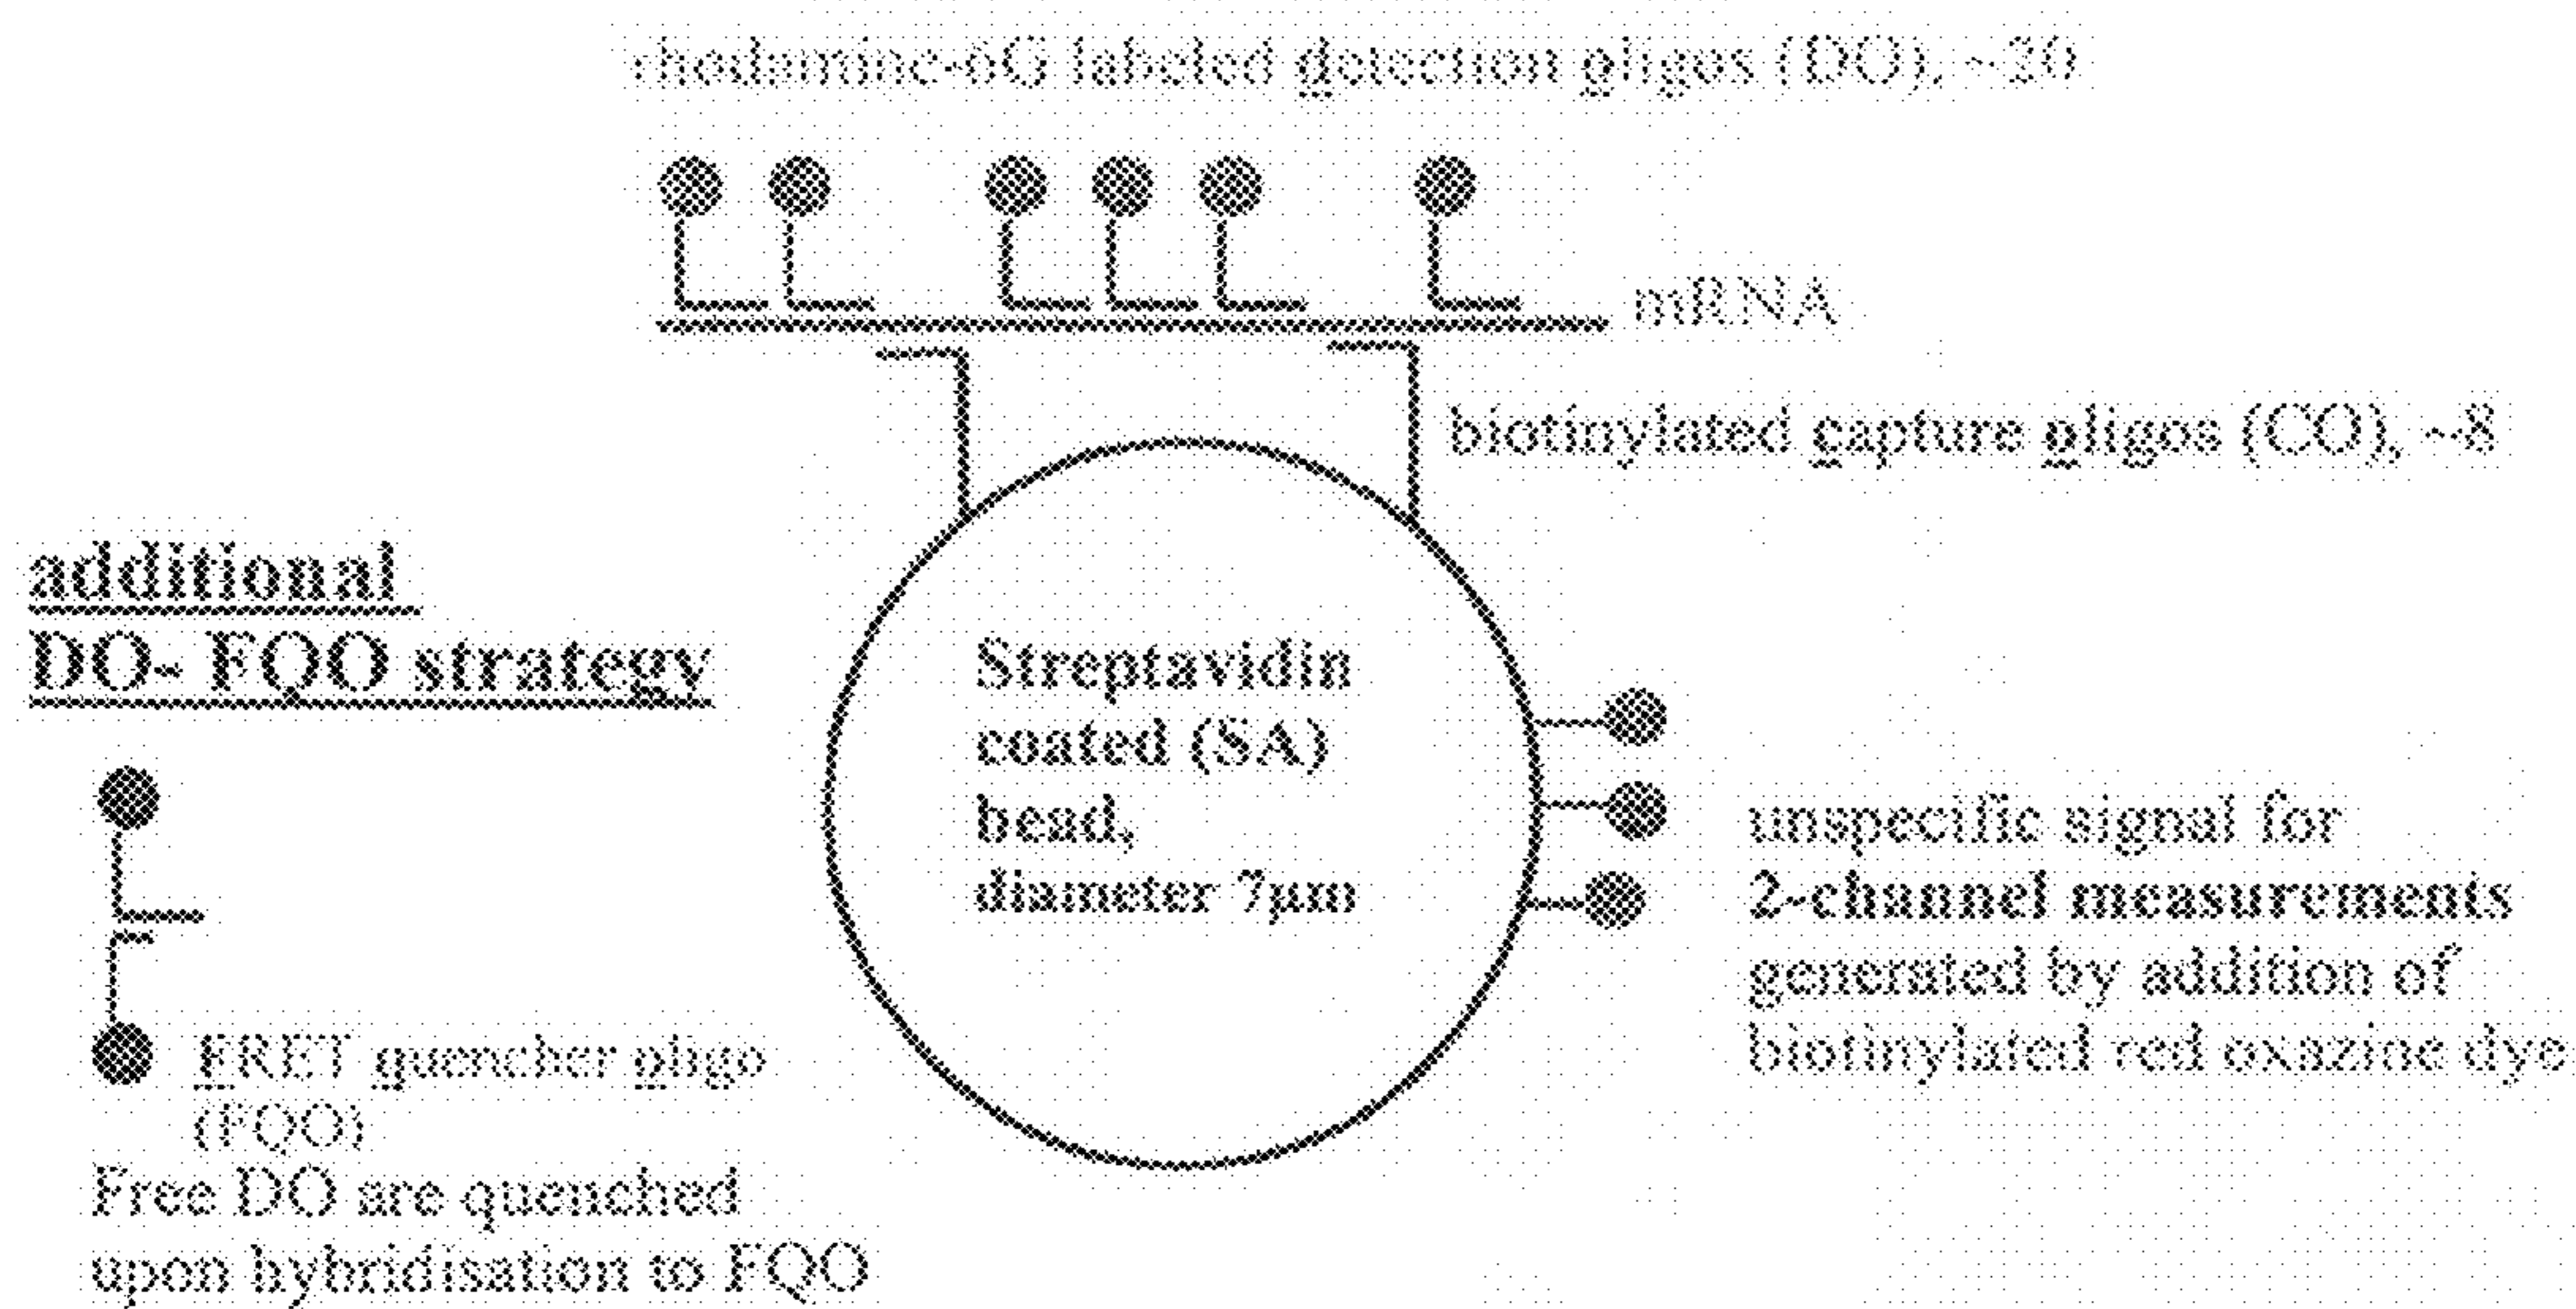 rhodamine-6G labeled detection oligos (DO), ~20
mRNA
biotinylated capture oligos (CO), ~8
additional
DO- FQO strategy
Streptavidin
coated (SA)
bead,
diameter 7µm
unspecific signal for
2-channel measurements
generated by addition of
biotinylated red oxazine dye
FRET quencher oligo
(FQO)
Free DO are quenched
upon hybridisation to FQO